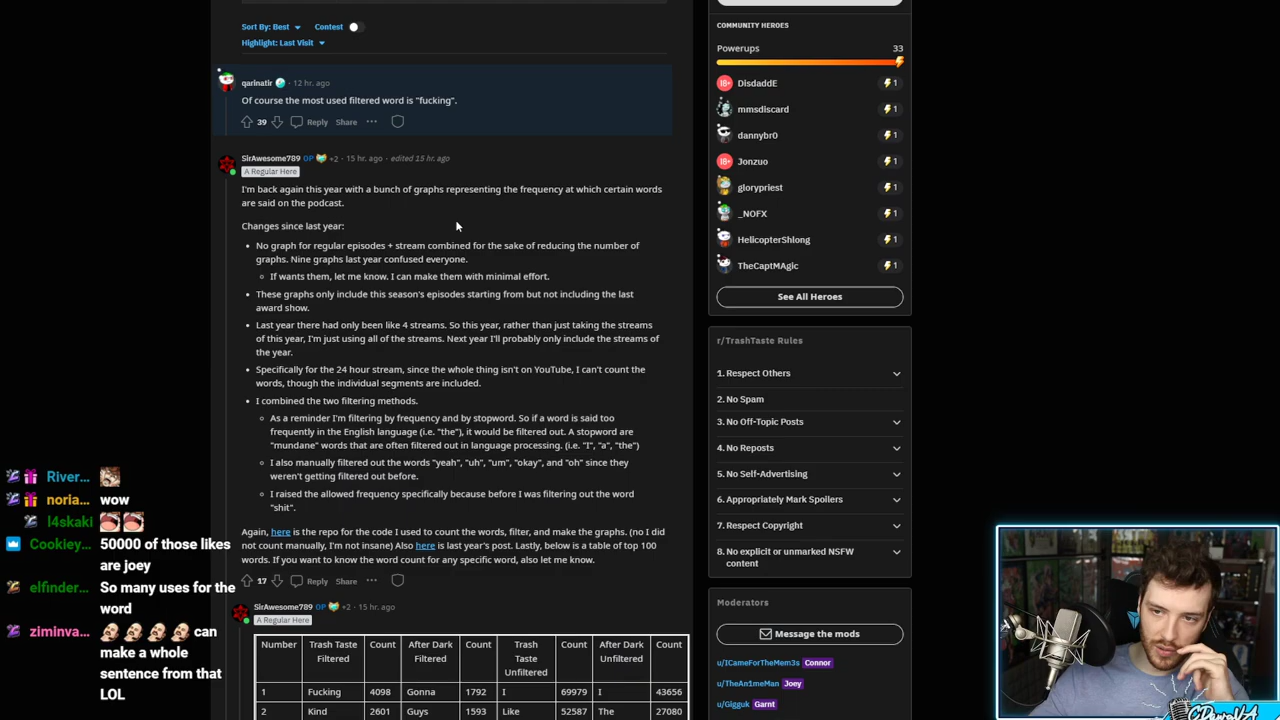 Sort By: Best
Contest
Highlight: Last Visit
qarinatir · 12 hr. ago
Of course the most used filtered word is "fucking".
39 Reply Share ···
SirAwesome789 OP +2 · 15 hr. ago · edited 15 hr. ago
A Regular Here
I'm back again this year with a bunch of graphs representing the frequency at which certain words
are said on the podcast.
Changes since last year:
• No graph for regular episodes + stream combined for the sake of reducing the number of
graphs. Nine graphs last year confused everyone.
◦ If wants them, let me know. I can make them with minimal effort.
• These graphs only include this season's episodes starting from but not including the last
award show.
• Last year there had only been like 4 streams. So this year, rather than just taking the streams
of this year, I'm just using all of the streams. Next year I'll probably only include the streams of
the year.
• Specifically for the 24 hour stream, since the whole thing isn't on YouTube, I can't count the
words, though the individual segments are included.
• I combined the two filtering methods.
◦ As a reminder I'm filtering by frequency and by stopword. So if a word is said too
frequently in the English language (i.e. "the"), it would be filtered out. A stopword are
"mundane" words that are often filtered out in language processing. (i.e. "I", "a", "the")
◦ I also manually filtered out the words "yeah", "uh", "um", "okay", and "oh" since they
weren't getting filtered out before.
◦ I raised the allowed frequency specifically because before I was filtering out the word
"shit".
Again, here is the repo for the code I used to count the words, filter, and make the graphs. (no I did
not count manually, I'm not insane) Also here is last year's post. Lastly, below is a table of top 100
words. If you want to know the word count for any specific word, also let me know.
17 Reply Share ···
SirAwesome789 OP +2 · 15 hr. ago
A Regular Here
Number Trash Taste Filtered Count After Dark Filtered Count Trash Taste Unfiltered Count After Dark Unfiltered Count
1 Fucking 4098 Gonna 1792 I 69979 I 43656
2 Kind 2601 Guys 1593 Like 52587 The 27080
COMMUNITY HEROES
Powerups 33
DisdaddE 1
mmsdiscard 1
dannybr0 1
Jonzuo 1
glorypriest 1
_NOFX 1
HelicopterShlong 1
TheCaptMAgic 1
See All Heroes
r/TrashTaste Rules
1. Respect Others
2. No Spam
3. No Off-Topic Posts
4. No Reposts
5. No Self-Advertising
6. Appropriately Mark Spoilers
7. Respect Copyright
8. No explicit or unmarked NSFW
content
Moderators
Message the mods
u/ICameForTheMem3s Connor
u/TheAn1meMan Joey
u/Gigguk Garnt
River...
noria... wow
l4skaki
Cookiey... 50000 of those likes
are joey
elfinder... So many uses for the
word
ziminva... can
make a whole
sentence from that
LOL